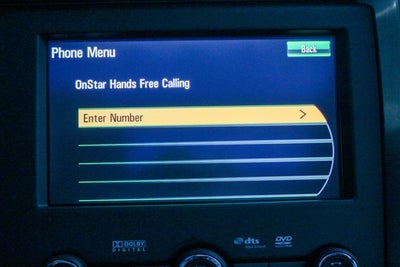 Phone Menu
Back
OnStar Hands Free Calling
Enter Number
DOLBY
DIGITAL
dts
DVD